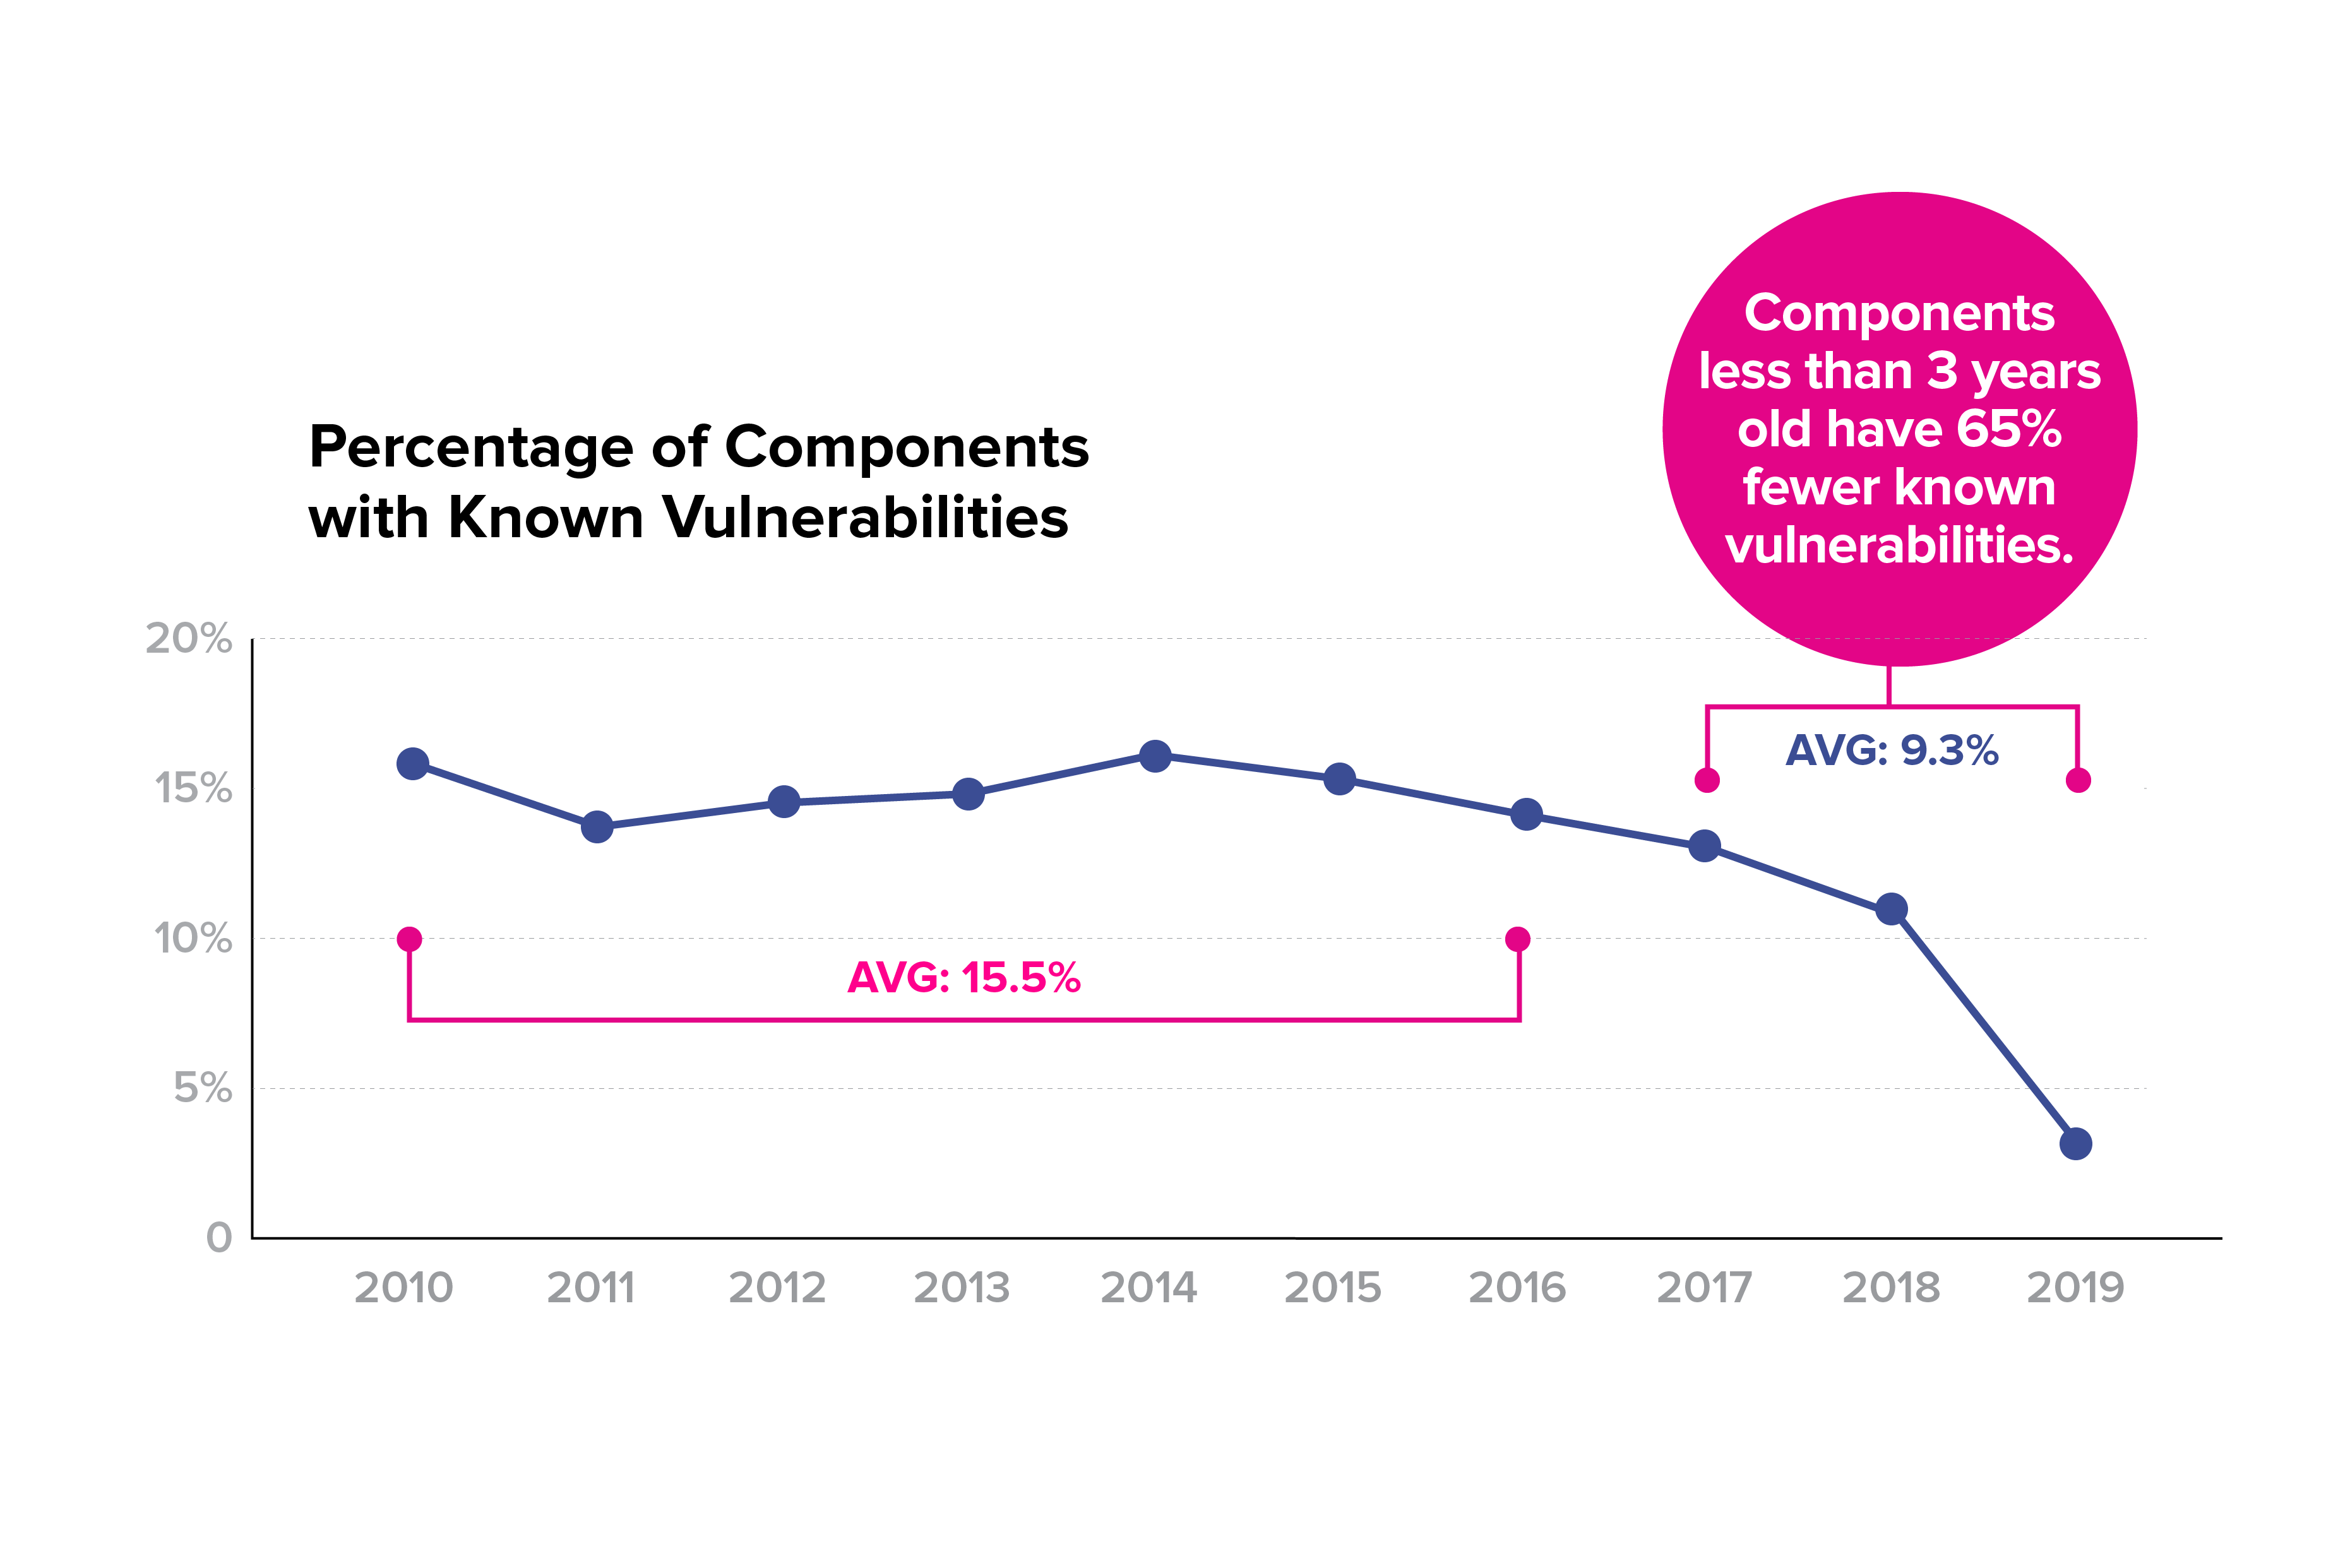 Components
less than 3 years
old have 65%
fewer known
vulnerabilities.
Percentage of Components
with Known Vulnerabilities
20%
15%
10%
5%
0
AVG: 9.3%
AVG: 15.5%
2010 2011 2012 2013 2014 2015 2016 2017 2018 2019